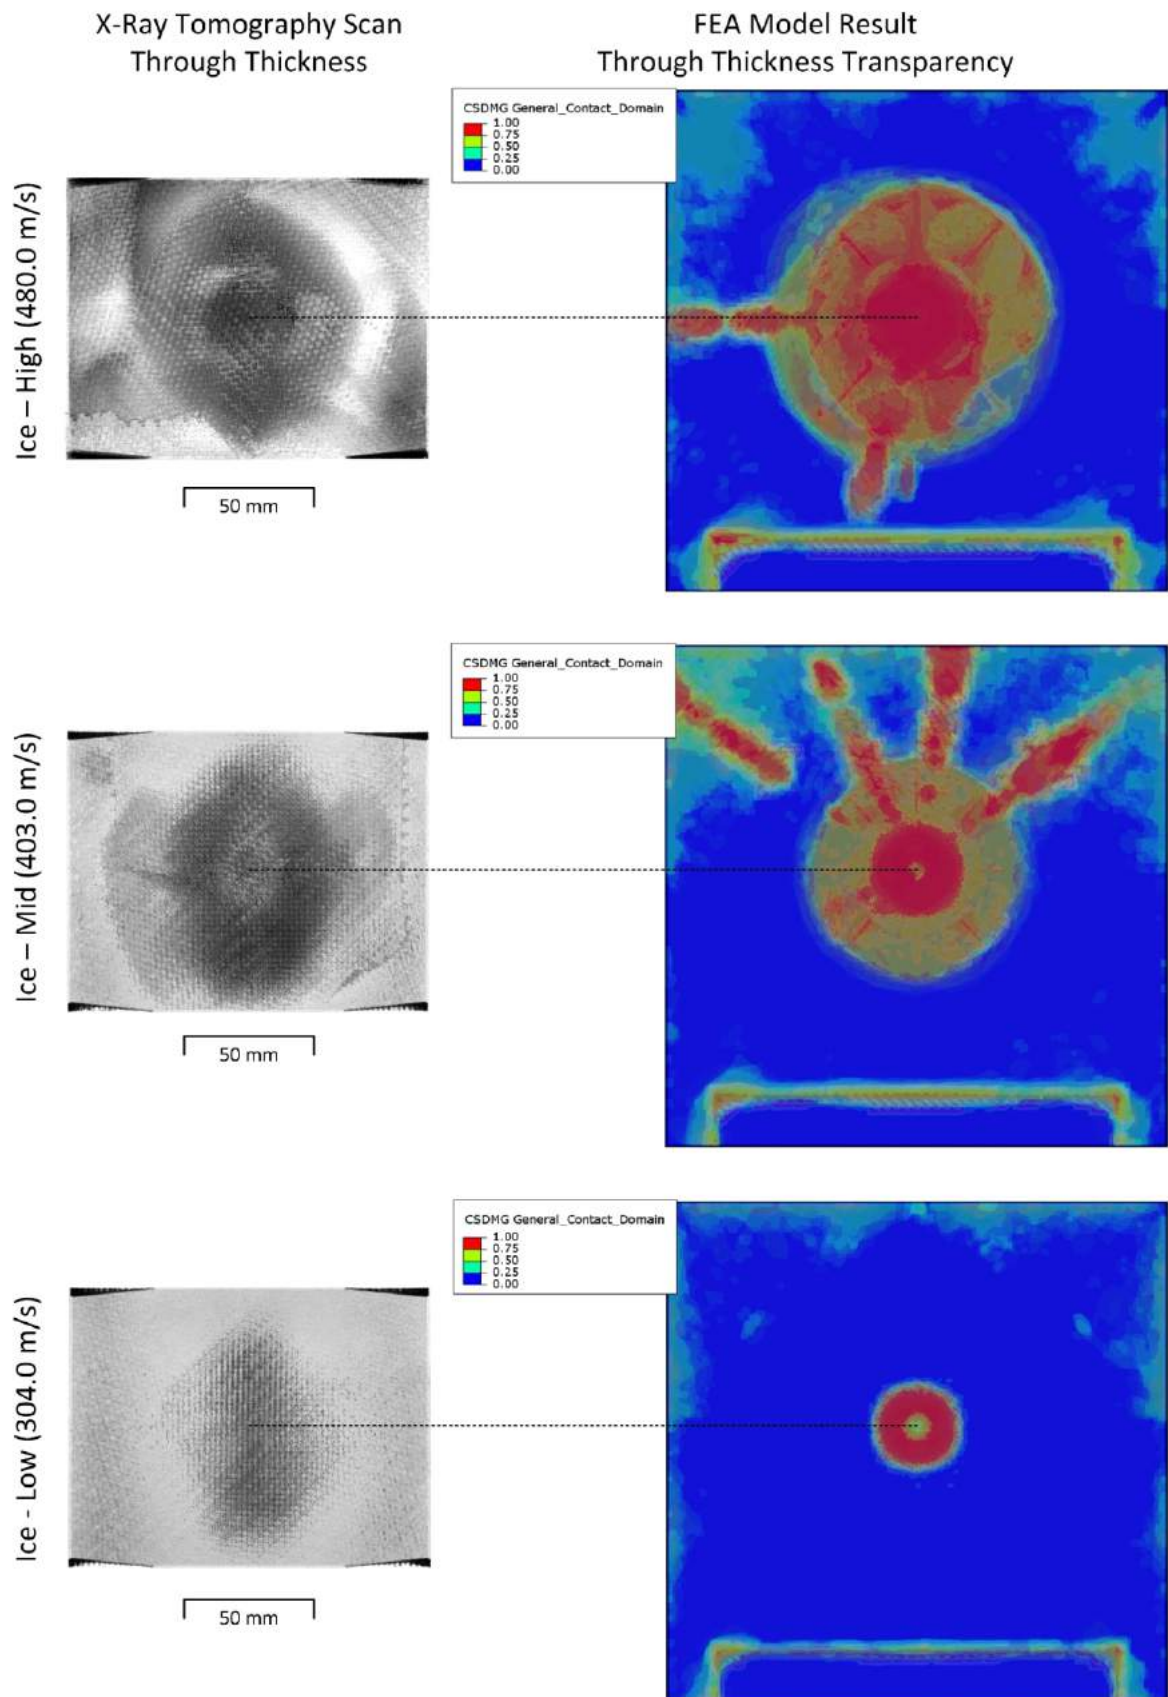 X-Ray Tomography Scan
Through Thickness
FEA Model Result
Through Thickness Transparency
Ice – High (480.0 m/s)
CSDMG General_Contact_Domain
1.00
0.75
0.50
0.25
0.00
50 mm
Ice – Mid (403.0 m/s)
CSDMG General_Contact_Domain
1.00
0.75
0.50
0.25
0.00
50 mm
Ice - Low (304.0 m/s)
CSDMG General_Contact_Domain
1.00
0.75
0.50
0.25
0.00
50 mm